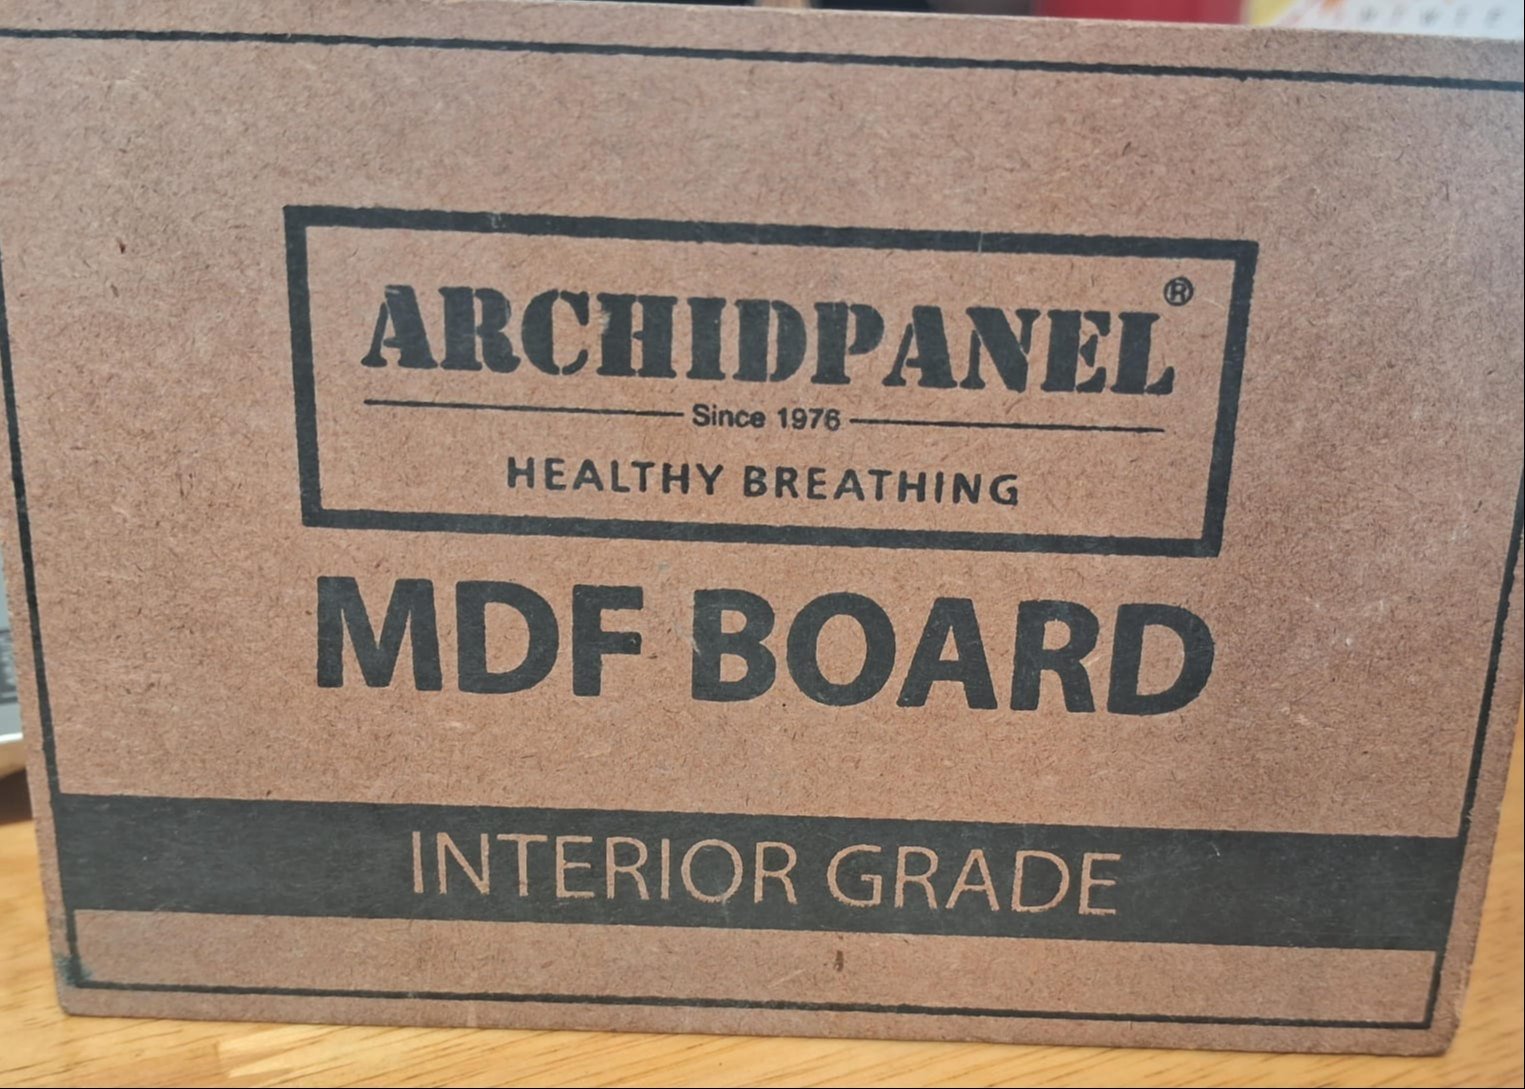 ARCHIDPANEL®
Since 1976
HEALTHY BREATHING
MDF BOARD
INTERIOR GRADE